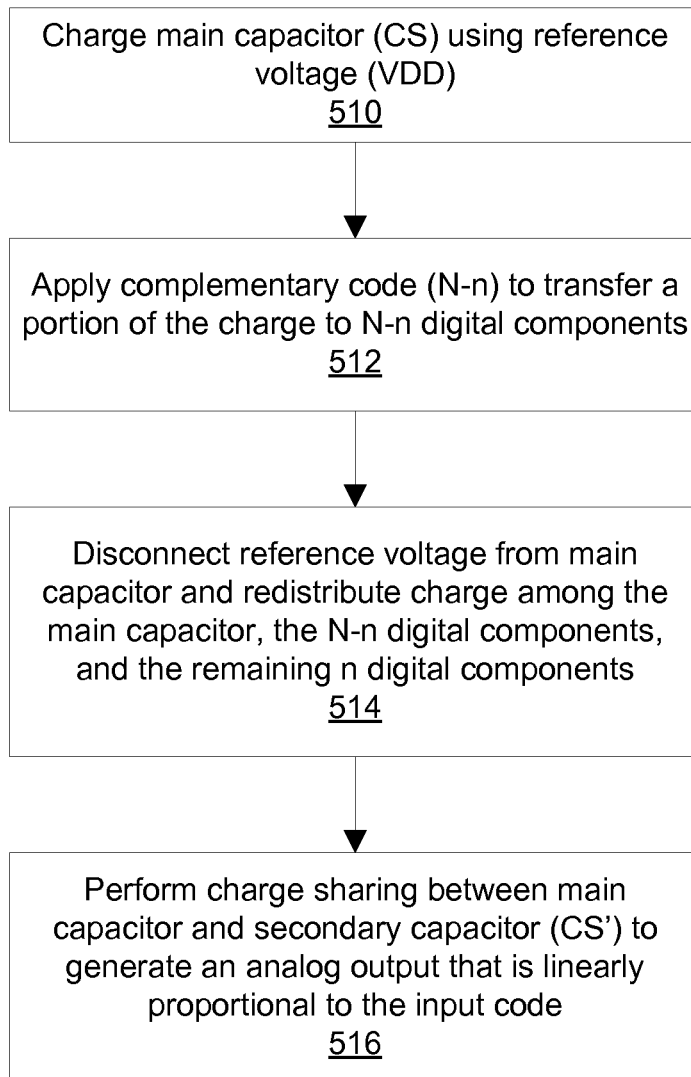 Charge main capacitor (CS) using reference
voltage (VDD)
510
Apply complementary code (N-n) to transfer a
portion of the charge to N-n digital components
512
Disconnect reference voltage from main
capacitor and redistribute charge among the
main capacitor, the N-n digital components,
and the remaining n digital components
514
Perform charge sharing between main
capacitor and secondary capacitor (CS’) to
generate an analog output that is linearly
proportional to the input code
516